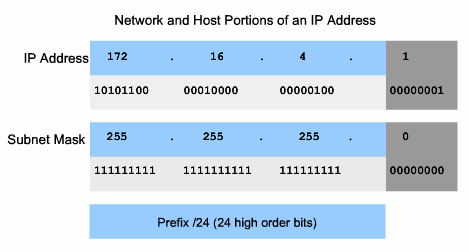 Network and Host Portions of an IP Address
IP Address 172 . 16 . 4 . 1
10101100 00010000 00000100 00000001
Subnet Mask 255 . 255 . 255 . 0
111111111 1111111111 111111111 00000000
Prefix /24 (24 high order bits)